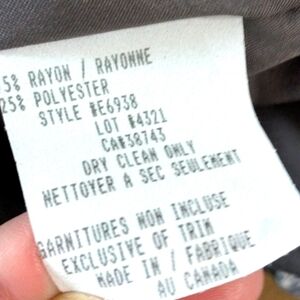 5% RAYON / RAYONNE
25% POLYESTER
STYLE #E6938
LOT #4321
CA#38743
DRY CLEAN ONLY
NETTOYER A SEC SEULEMENT
GARNITURES NON INCLUSE
EXCLUSIVE OF TRIM
MADE IN / FABRIQUE
AU CANADA